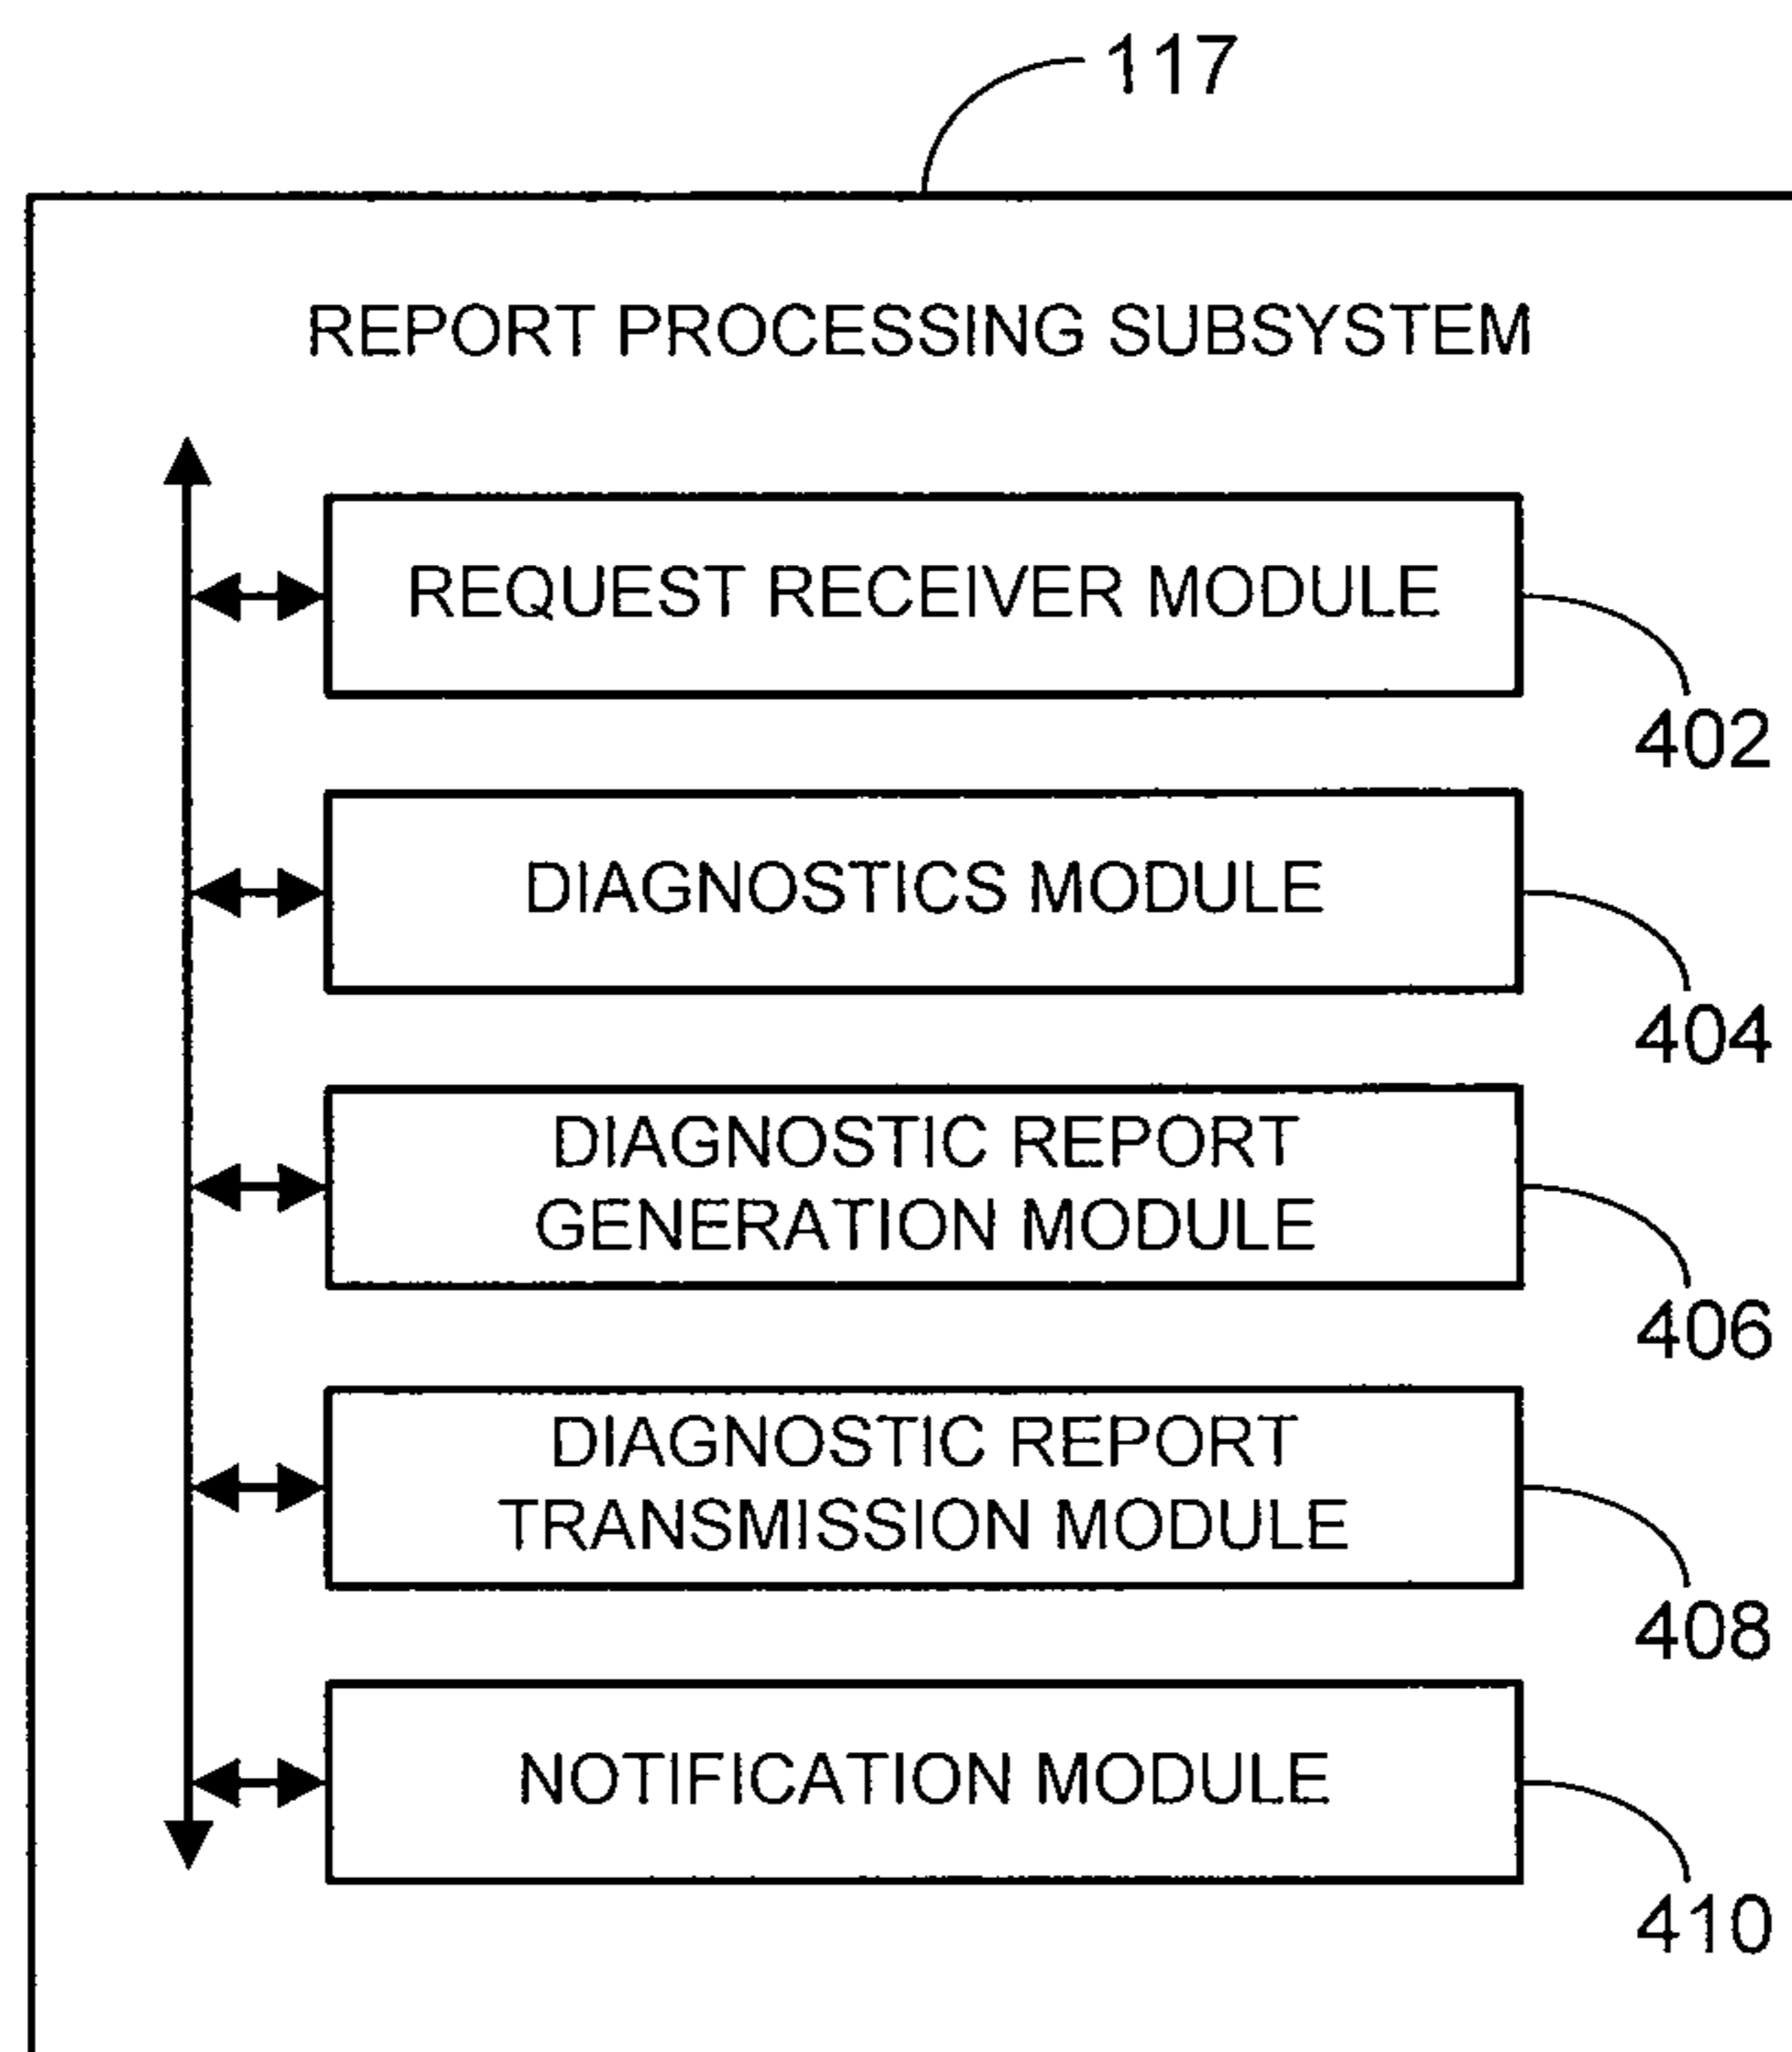 117
REPORT PROCESSING SUBSYSTEM
REQUEST RECEIVER MODULE
402
DIAGNOSTICS MODULE
404
DIAGNOSTIC REPORT
GENERATION MODULE
406
DIAGNOSTIC REPORT
TRANSMISSION MODULE
408
NOTIFICATION MODULE
410